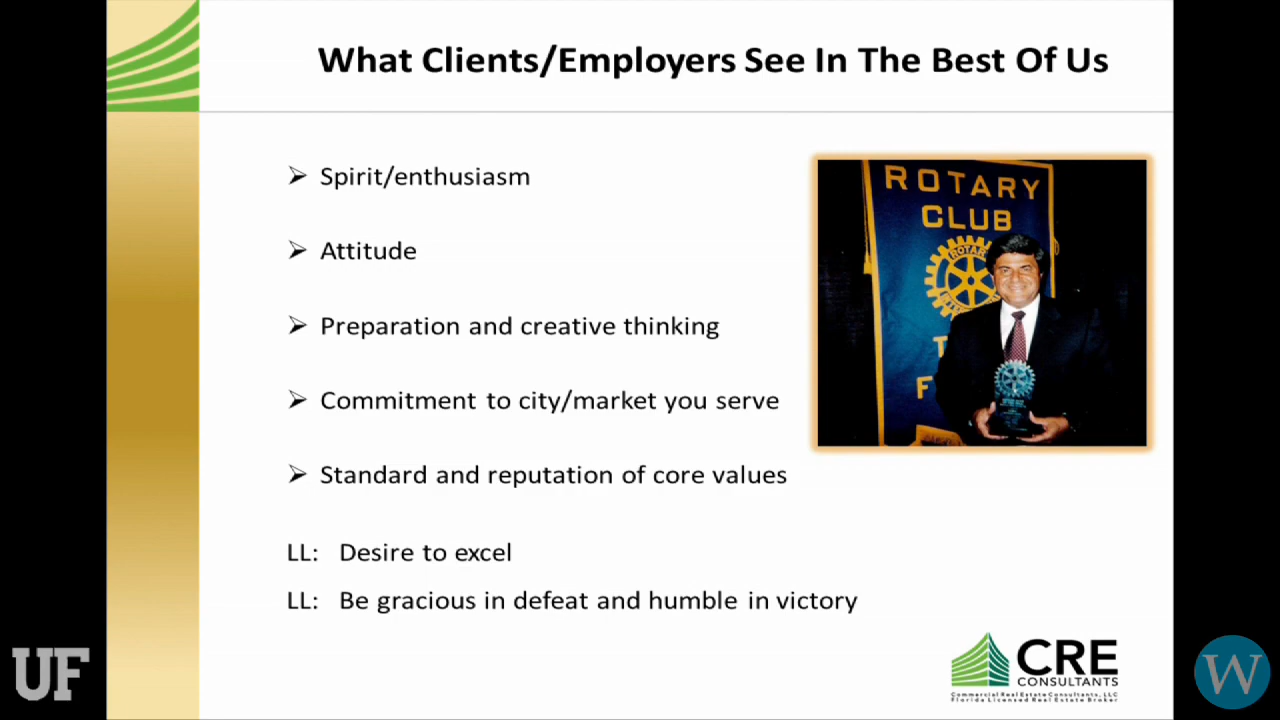 What Clients/Employers See In The Best Of Us
➢ Spirit/enthusiasm
➢ Attitude
➢ Preparation and creative thinking
➢ Commitment to city/market you serve
➢ Standard and reputation of core values
LL: Desire to excel
LL: Be gracious in defeat and humble in victory
ROTARY
CLUB
ROTARY
T
F
CRE
CONSULTANTS
Commercial Real Estate Consultants, LLC
Florida Licensed Real Estate Broker
UF
W